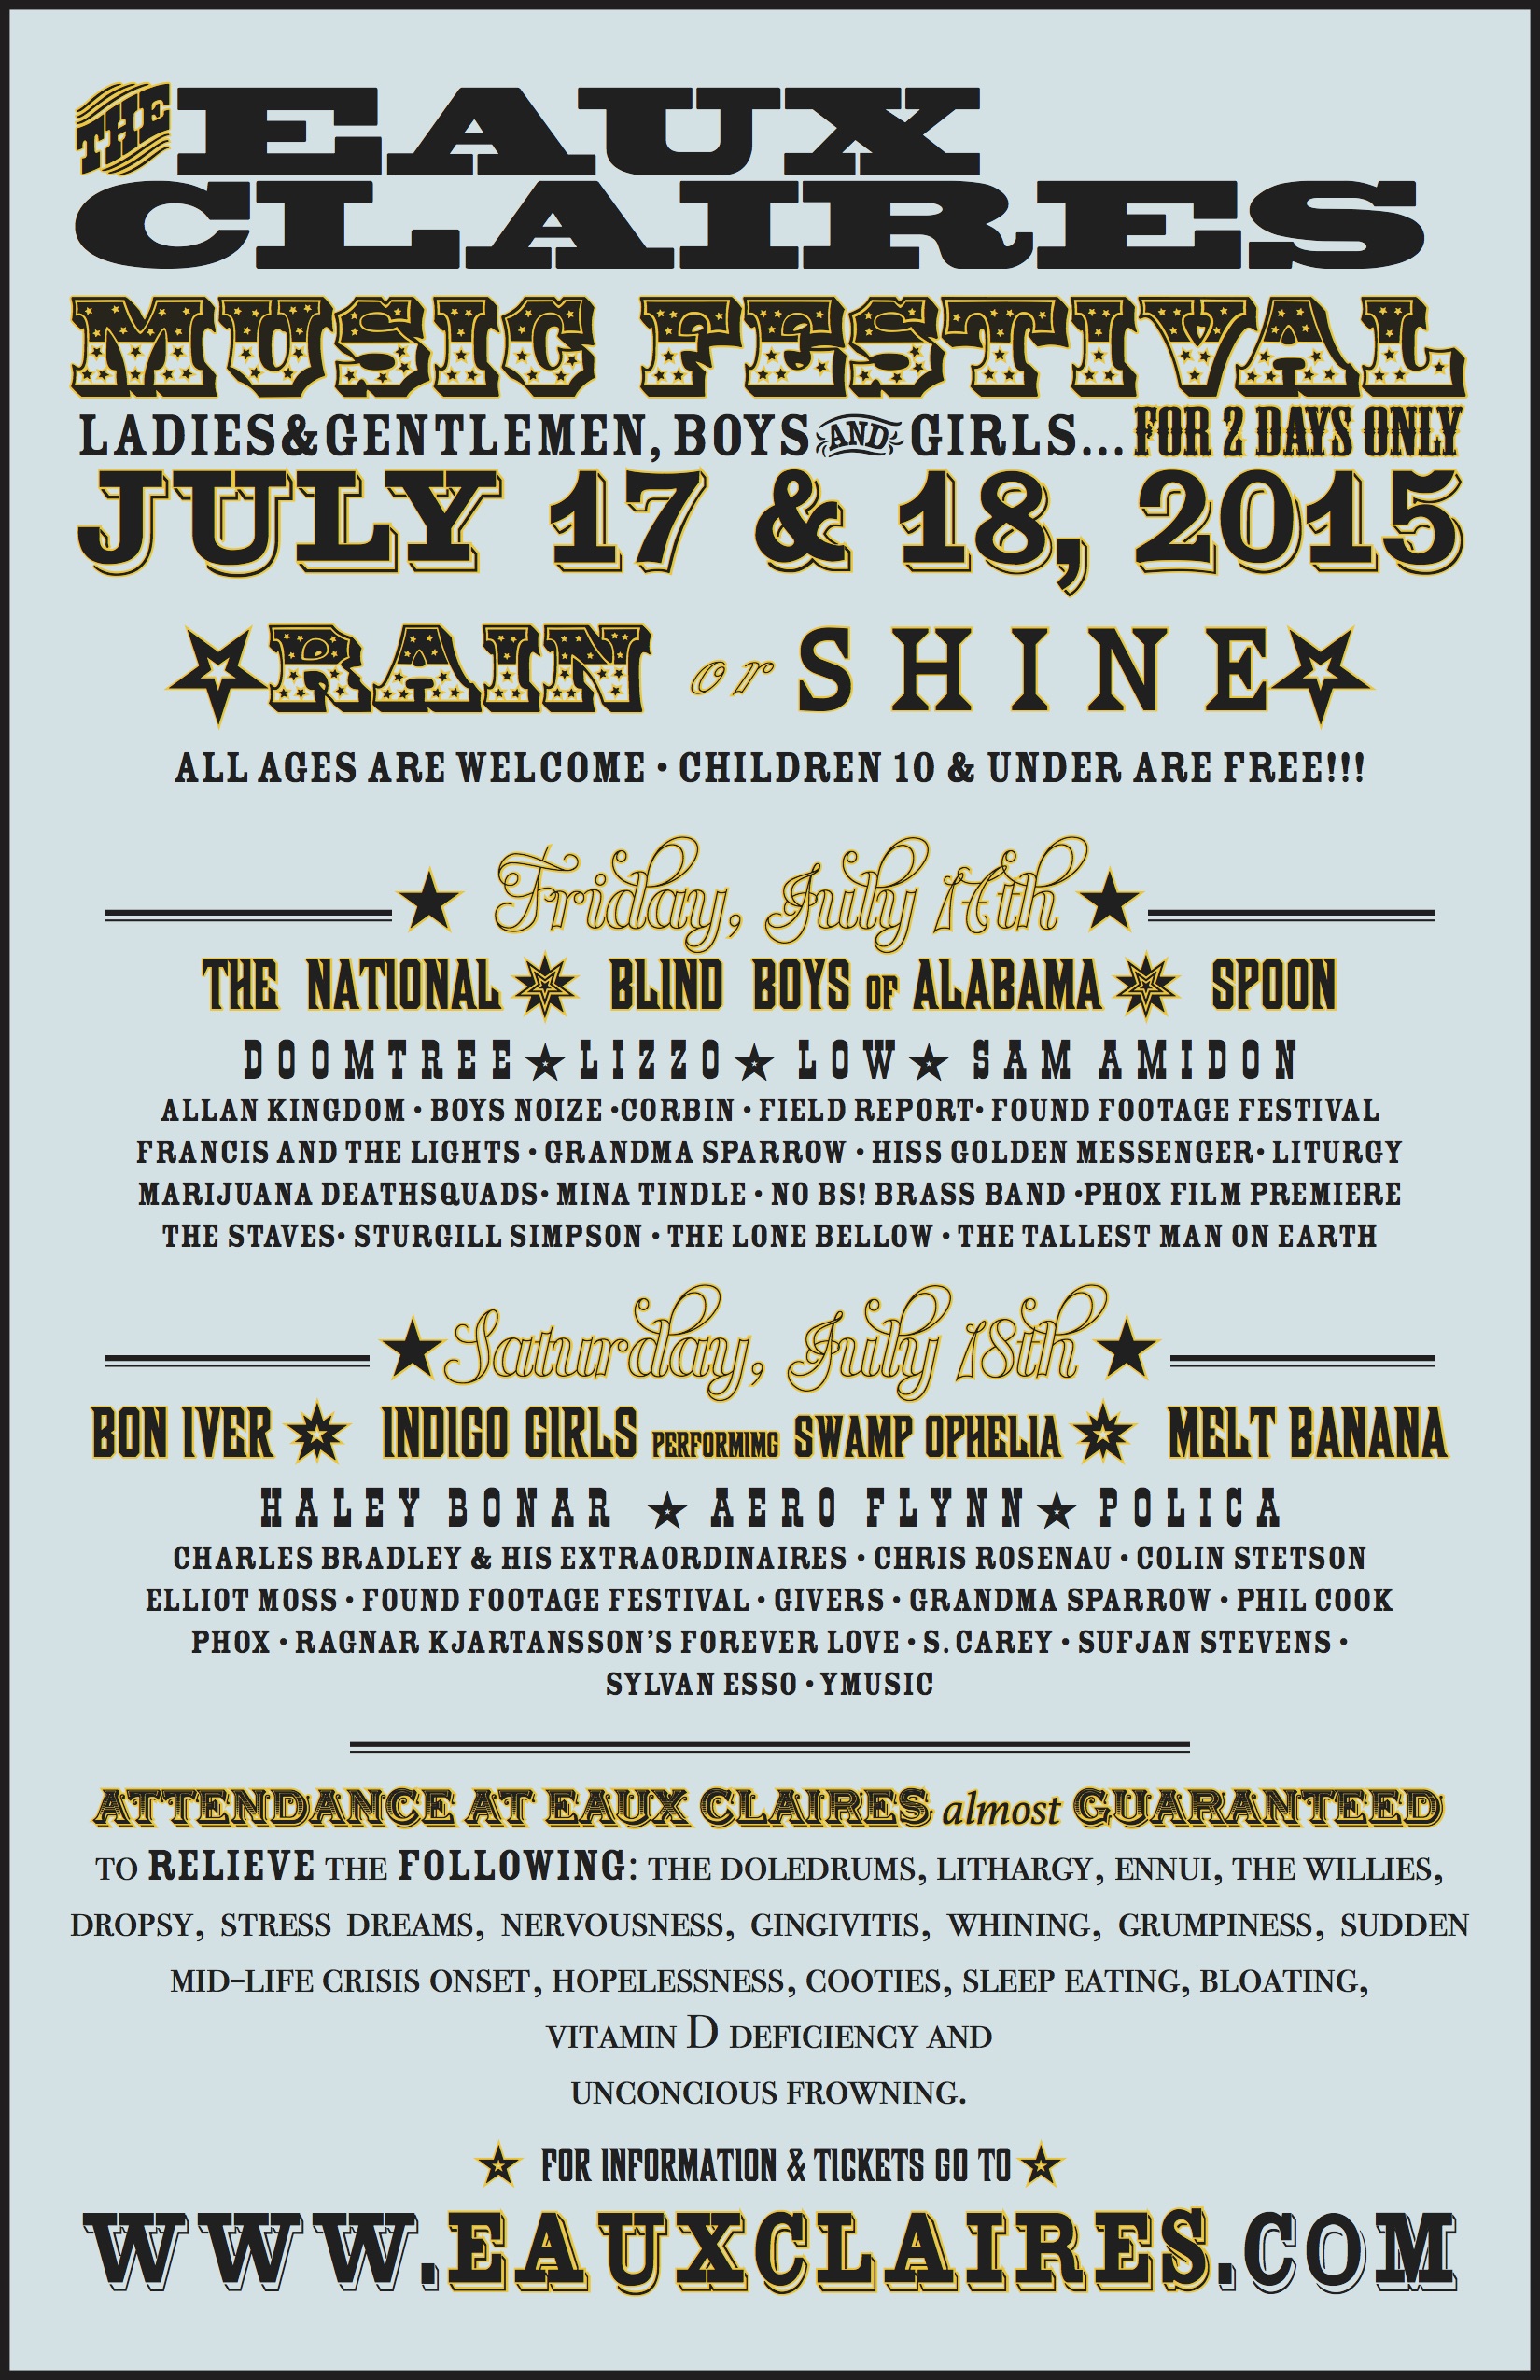 THE EAUX
CLAIRES
MUSIC FESTIVAL
LADIES&GENTLEMEN, BOYS AND GIRLS... FOR 2 DAYS ONLY
JULY 17 & 18, 2015
RAIN or SHINE
ALL AGES ARE WELCOME • CHILDREN 10 & UNDER ARE FREE!!!
Friday, July 17th
THE NATIONAL BLIND BOYS OF ALABAMA SPOON
DOOMTREE ★ LIZZO ★ LOW ★ SAM AMIDON
ALLAN KINGDOM • BOYS NOIZE •CORBIN • FIELD REPORT• FOUND FOOTAGE FESTIVAL
FRANCIS AND THE LIGHTS • GRANDMA SPARROW • HISS GOLDEN MESSENGER• LITURGY
MARIJUANA DEATHSQUADS• MINA TINDLE • NO BS! BRASS BAND •PHOX FILM PREMIERE
THE STAVES• STURGILL SIMPSON • THE LONE BELLOW • THE TALLEST MAN ON EARTH
Saturday, July 18th
BON IVER INDIGO GIRLS PERFORMIMG SWAMP OPHELIA MELT BANANA
HALEY BONAR ★ AERO FLYNN ★ POLICA
CHARLES BRADLEY & HIS EXTRAORDINAIRES • CHRIS ROSENAU • COLIN STETSON
ELLIOT MOSS • FOUND FOOTAGE FESTIVAL • GIVERS • GRANDMA SPARROW • PHIL COOK
PHOX • RAGNAR KJARTANSSON'S FOREVER LOVE • S. CAREY • SUFJAN STEVENS •
SYLVAN ESSO • YMUSIC
ATTENDANCE AT EAUX CLAIRES almost GUARANTEED
TO RELIEVE THE FOLLOWING: THE DOLEDRUMS, LITHARGY, ENNUI, THE WILLIES,
DROPSY, STRESS DREAMS, NERVOUSNESS, GINGIVITIS, WHINING, GRUMPINESS, SUDDEN
MID-LIFE CRISIS ONSET, HOPELESSNESS, COOTIES, SLEEP EATING, BLOATING,
VITAMIN D DEFICIENCY AND
UNCONCIOUS FROWNING.
FOR INFORMATION & TICKETS GO TO
WWW.EAUXCLAIRES.COM